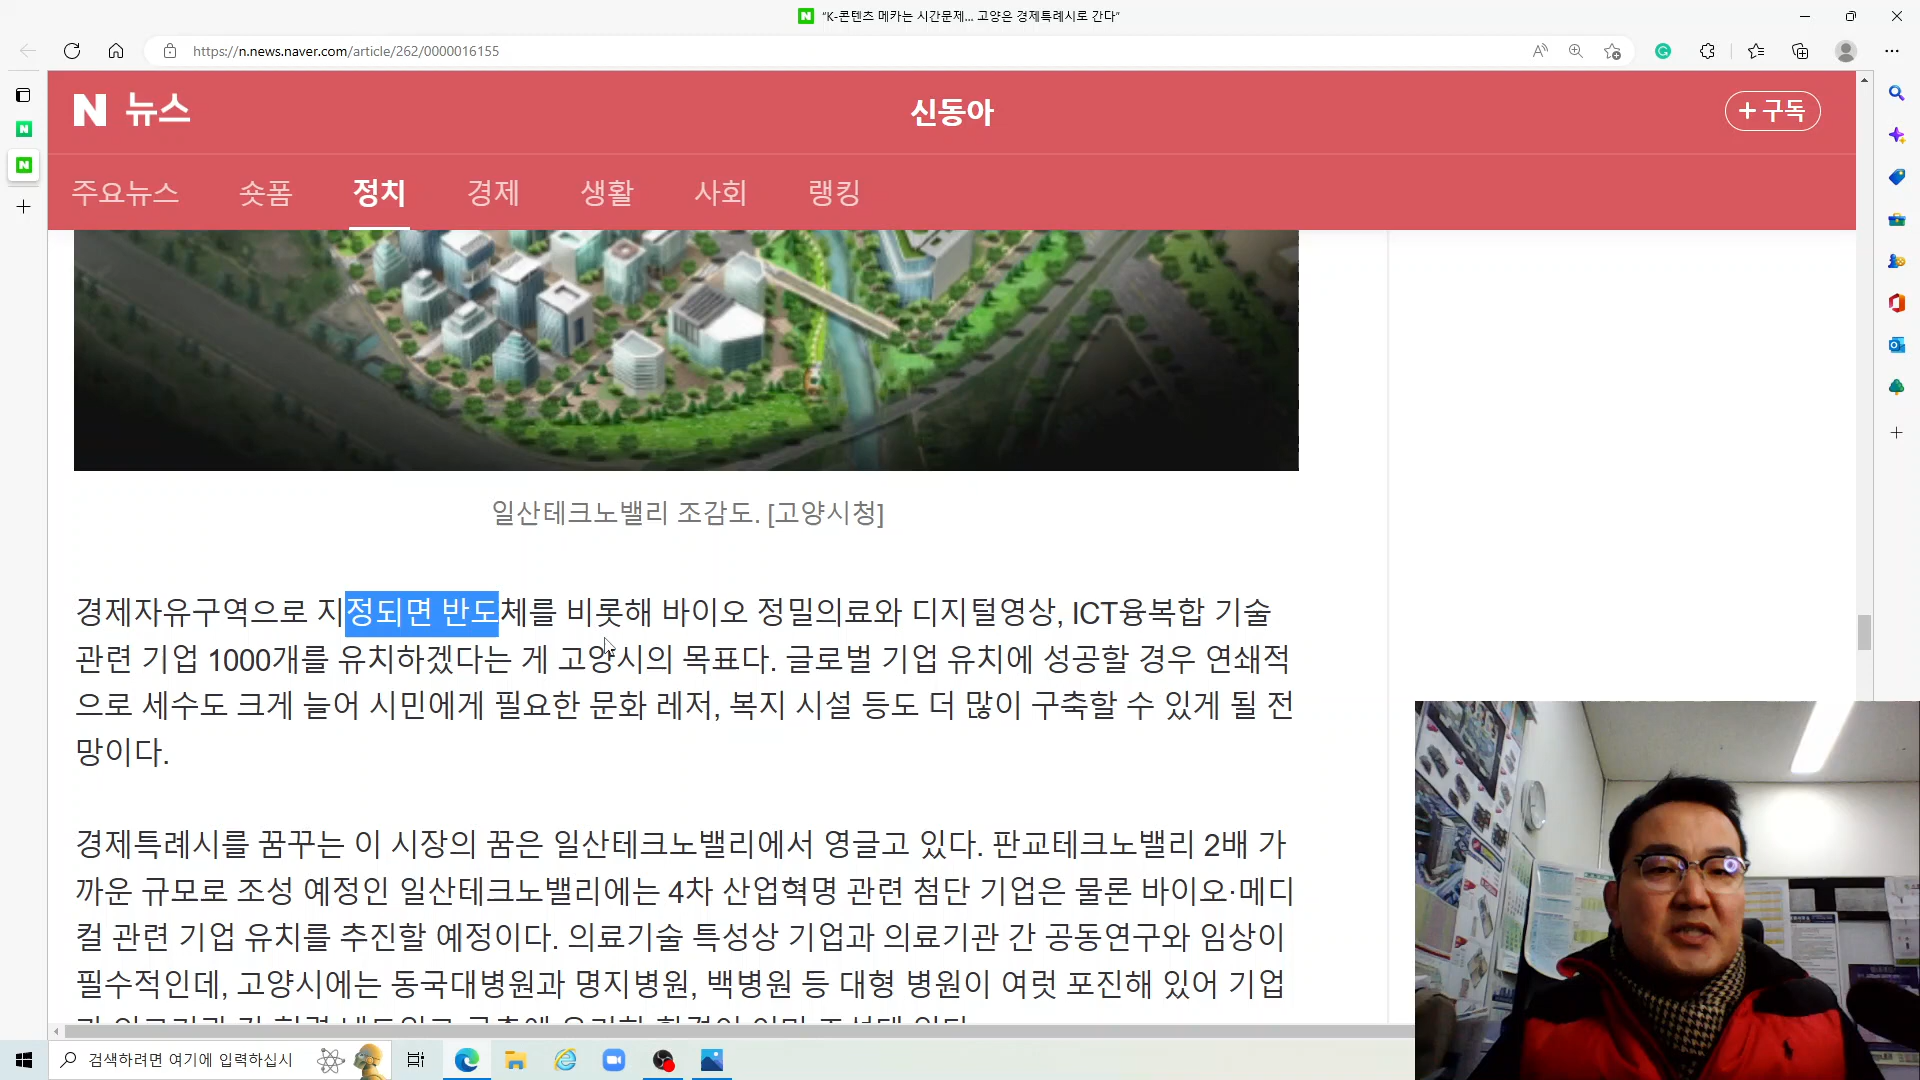 “K-콘텐츠 메카는 시간문제... 고양은 경제특례시로 간다”
https://n.news.naver.com/article/262/0000016155
N 뉴스
신동아
+ 구독
주요뉴스 숏폼 정치 경제 생활 사회 랭킹
일산테크노밸리 조감도. [고양시청]
경제자유구역으로 지정되면 반도체를 비롯해 바이오 정밀의료와 디지털영상, ICT융복합 기술
관련 기업 1000개를 유치하겠다는 게 고양시의 목표다. 글로벌 기업 유치에 성공할 경우 연쇄적
으로 세수도 크게 늘어 시민에게 필요한 문화 레저, 복지 시설 등도 더 많이 구축할 수 있게 될 전
망이다.
경제특례시를 꿈꾸는 이 시장의 꿈은 일산테크노밸리에서 영글고 있다. 판교테크노밸리 2배 가
까운 규모로 조성 예정인 일산테크노밸리에는 4차 산업혁명 관련 첨단 기업은 물론 바이오·메디
컬 관련 기업 유치를 추진할 예정이다. 의료기술 특성상 기업과 의료기관 간 공동연구와 임상이
필수적인데, 고양시에는 동국대병원과 명지병원, 백병원 등 대형 병원이 여럿 포진해 있어 기업
검색하려면 여기에 입력하십시